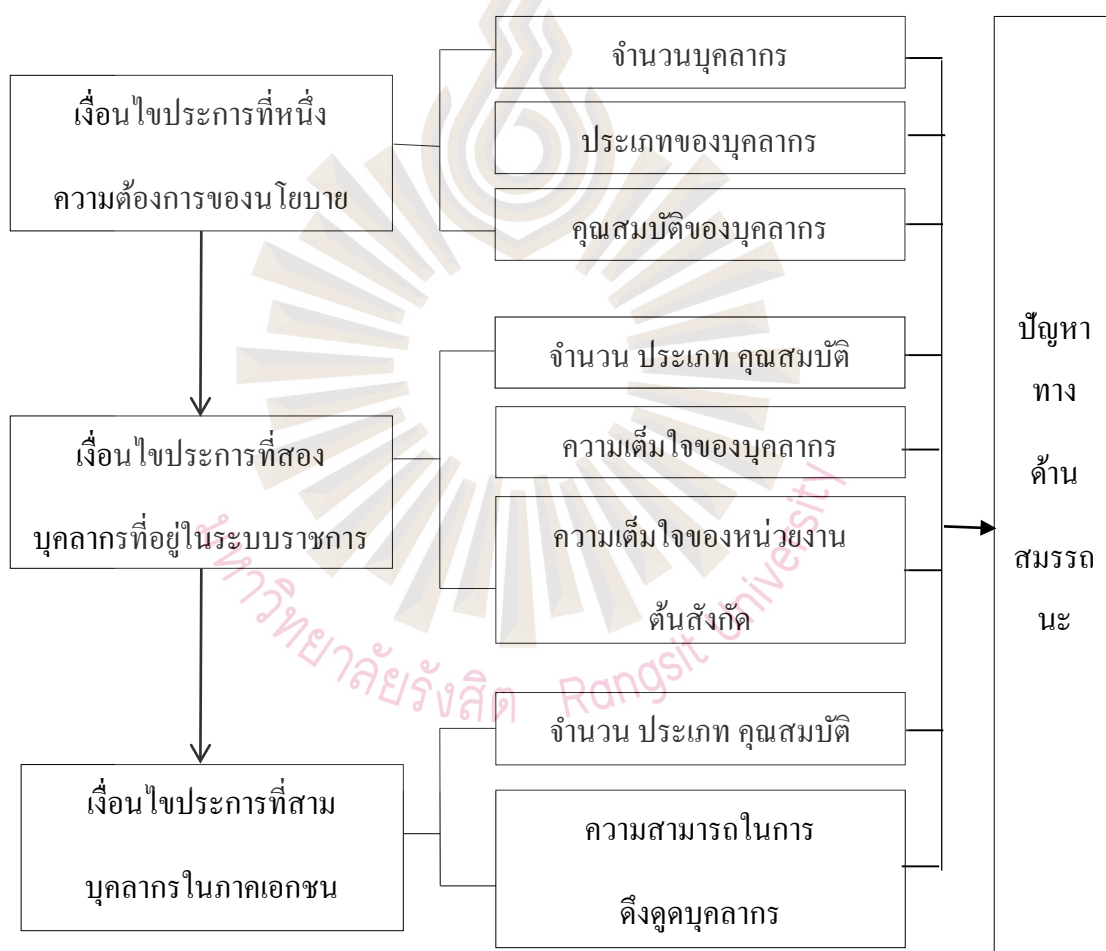 จำนวนบุคลากร
เงื่อนไขประการที่หนึ่ง
ความต้องการของนโยบาย
ประเภทของบุคลากร
คุณสมบัติของบุคลากร
จำนวน ประเภท คุณสมบัติ
เงื่อนไขประการที่สอง
บุคลากรที่อยู่ในระบบราชการ
ความเต็มใจของบุคลากร
ความเต็มใจของหน่วยงาน
ต้นสังกัด
จำนวน ประเภท คุณสมบัติ
เงื่อนไขประการที่สาม
บุคลากรในภาคเอกชน
ความสามารถในการ
ดึงดูดบุคลากร
ปัญหา
ทาง
ด้าน
สมรรถ
นะ
มหาวิทยาลัยรังสิต Rangsit University